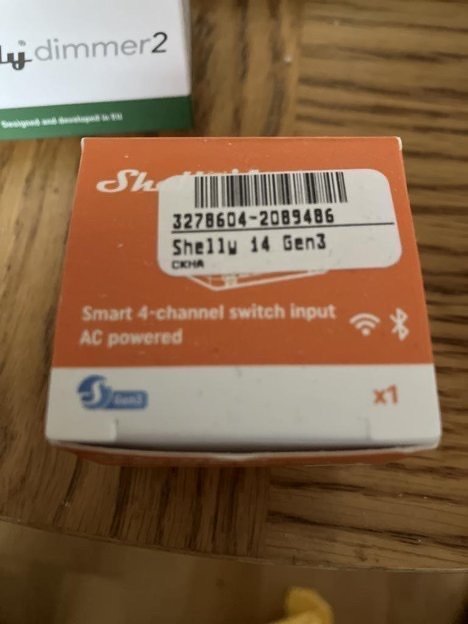 dimmer2
Designed and developed in EU
3278604-2089486
Shelly i4 Gen3
CKHA
Smart 4-channel switch input
AC powered
Gen3
x1